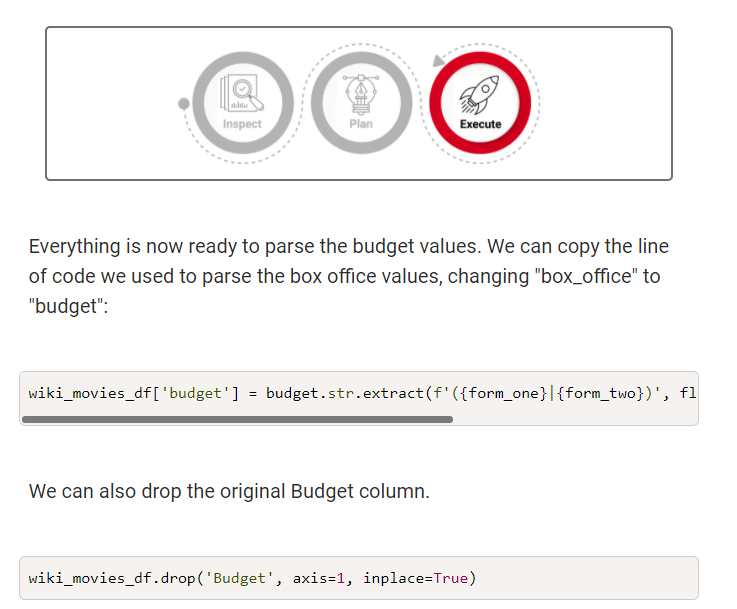 Inspect
Plan
Execute
Everything is now ready to parse the budget values. We can copy the line
of code we used to parse the box office values, changing "box_office" to
"budget":
wiki_movies_df['budget'] = budget.str.extract(f'({form_one}|{form_two})', fl
We can also drop the original Budget column.
wiki_movies_df.drop('Budget', axis=1, inplace=True)